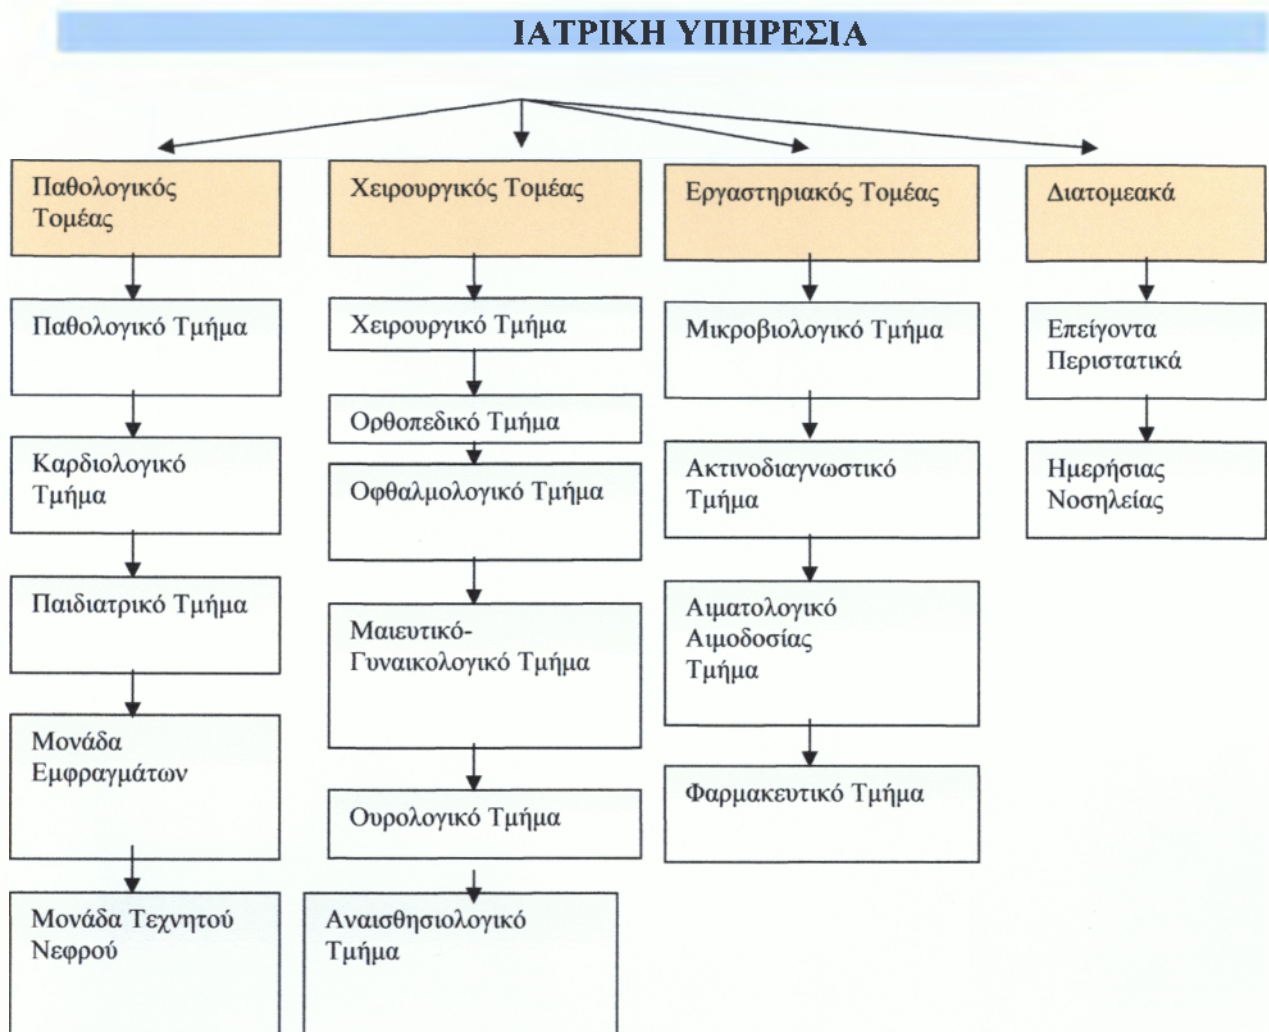 ΙΑΤΡΙΚΗ ΥΠΗΡΕΣΙΑ
Παθολογικός
Τομέας
Παθολογικό Τμήμα
Καρδιολογικό
Τμήμα
Παιδιατρικό Τμήμα
Μονάδα
Εμφραγμάτων
Μονάδα Τεχνητού
Νεφρού
Χειρουργικός Τομέας
Χειρουργικό Τμήμα
Ορθοπεδικό Τμήμα
Οφθαλμολογικό Τμήμα
Μαιευτικό-
Γυναικολογικό Τμήμα
Ουρολογικό Τμήμα
Αναισθησιολογικό
Τμήμα
Εργαστηριακός Τομέας
Μικροβιολογικό Τμήμα
Ακτινοδιαγνωστικό
Τμήμα
Αιματολογικό
Αιμοδοσίας
Τμήμα
Φαρμακευτικό Τμήμα
Διατομεακά
Επείγοντα
Περιστατικά
Ημερήσιας
Νοσηλείας